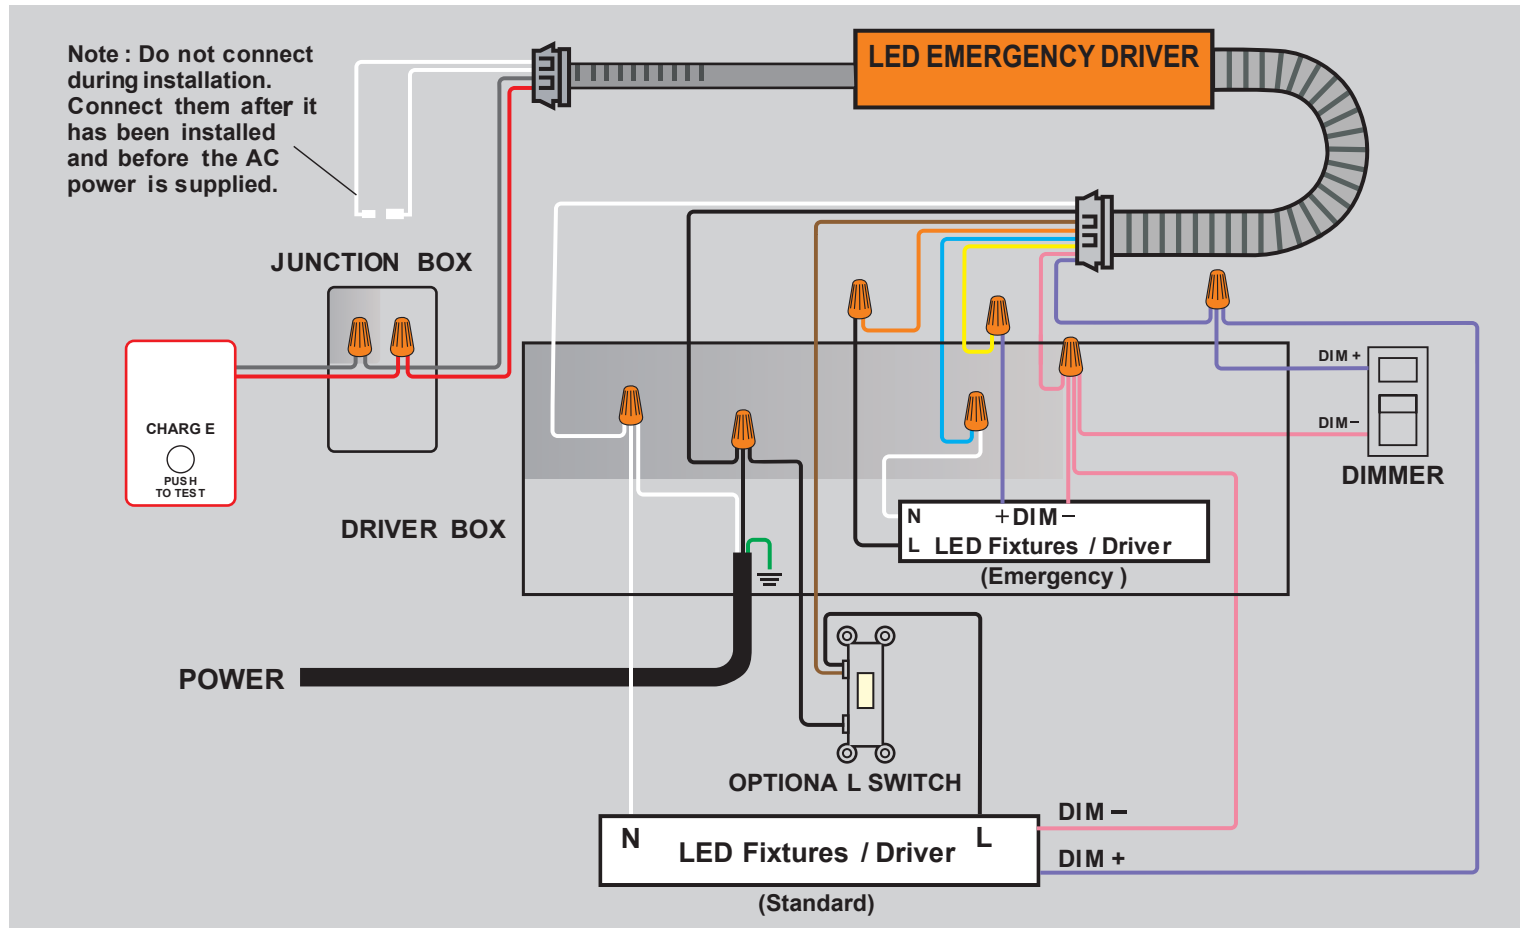 Note : Do not connect
during installation.
Connect them after it
has been installed
and before the AC
power is supplied.
LED EMERGENCY DRIVER
JUNCTION BOX
CHARG E
PUS H
TO TES T
DRIVER BOX
DIM +
DIM −
DIMMER
N + DIM −
L LED Fixtures / Driver
(Emergency )
POWER
OPTIONA L SWITCH
N LED Fixtures / Driver L
DIM −
DIM +
(Standard)